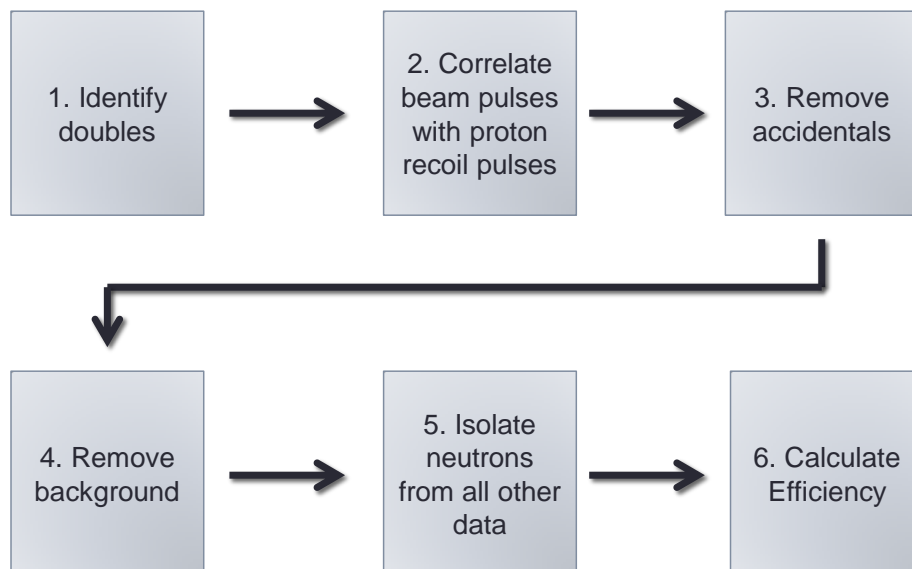 1. Identify
doubles
2. Correlate
beam pulses
with proton
recoil pulses
3. Remove
accidentals
4. Remove
background
5. Isolate
neutrons
from all other
data
6. Calculate
Efficiency